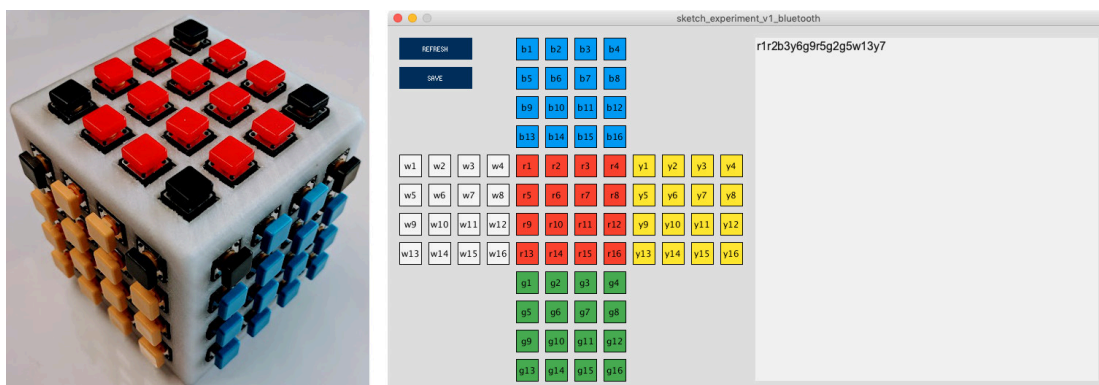 sketch_experiment_v1_bluetooth
REFRESH
SAVE
r1r2b3y6g9r5g2g5w13y7
b1 b2 b3 b4
b5 b6 b7 b8
b9 b10 b11 b12
b13 b14 b15 b16
w1 w2 w3 w4 r1 r2 r3 r4 y1 y2 y3 y4
w5 w6 w7 w8 r5 r6 r7 r8 y5 y6 y7 y8
w9 w10 w11 w12 r9 r10 r11 r12 y9 y10 y11 y12
w13 w14 w15 w16 r13 r14 r15 r16 y13 y14 y15 y16
g1 g2 g3 g4
g5 g6 g7 g8
g9 g10 g11 g12
g13 g14 g15 g16